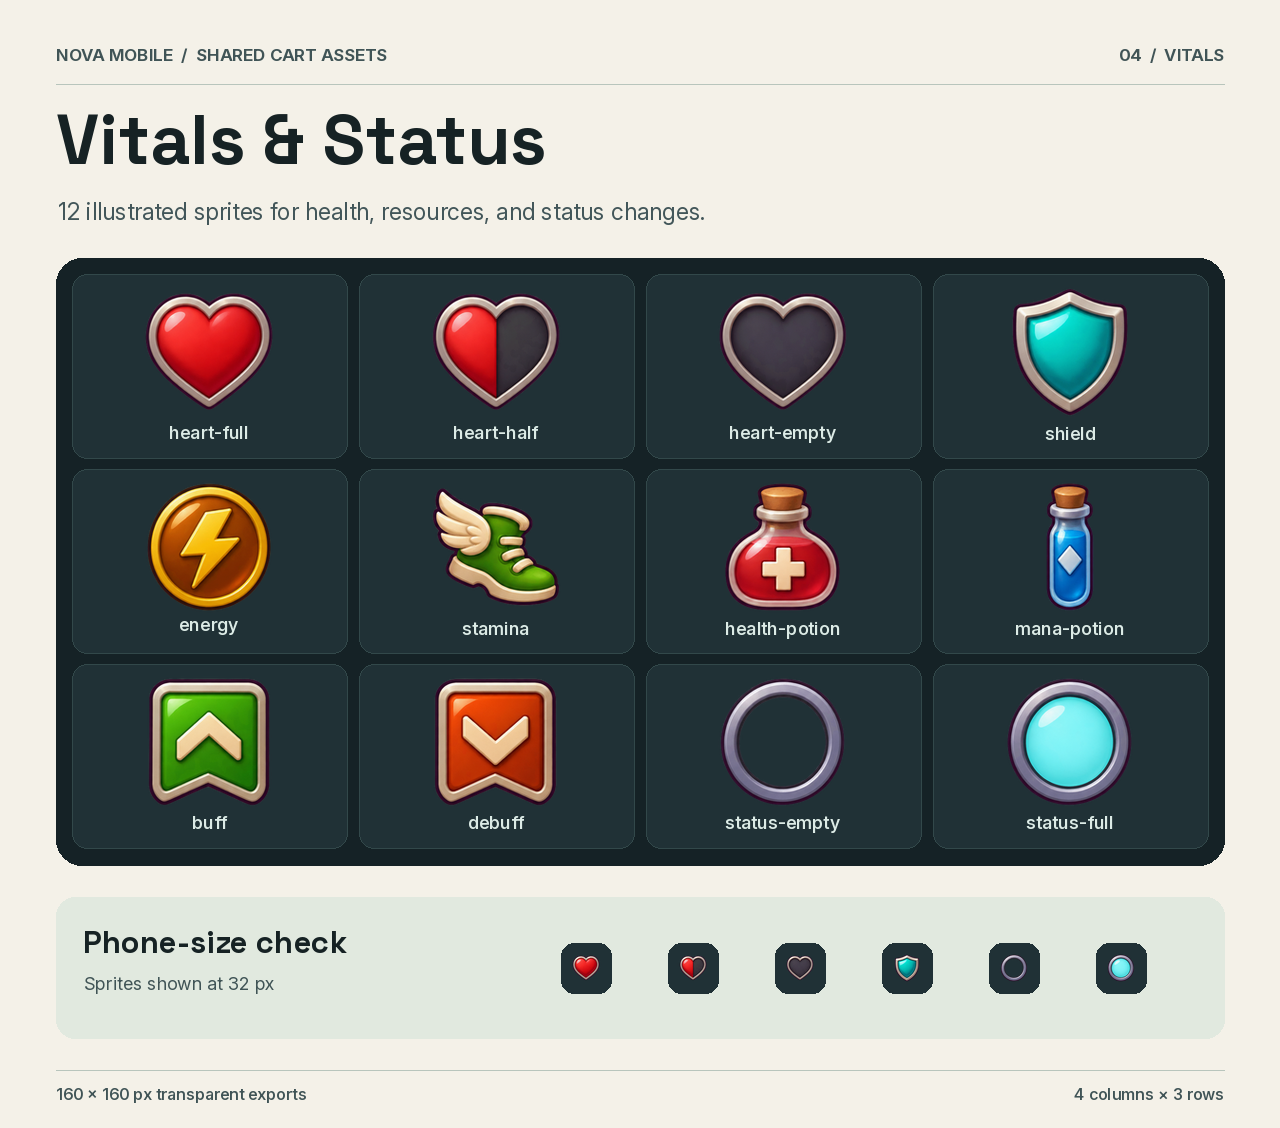 NOVA MOBILE / SHARED CART ASSETS
04 / VITALS
Vitals & Status
12 illustrated sprites for health, resources, and status changes.
heart-full
heart-half
heart-empty
shield
energy
stamina
health-potion
mana-potion
buff
debuff
status-empty
status-full
Phone-size check
Sprites shown at 32 px
160 × 160 px transparent exports
4 columns × 3 rows